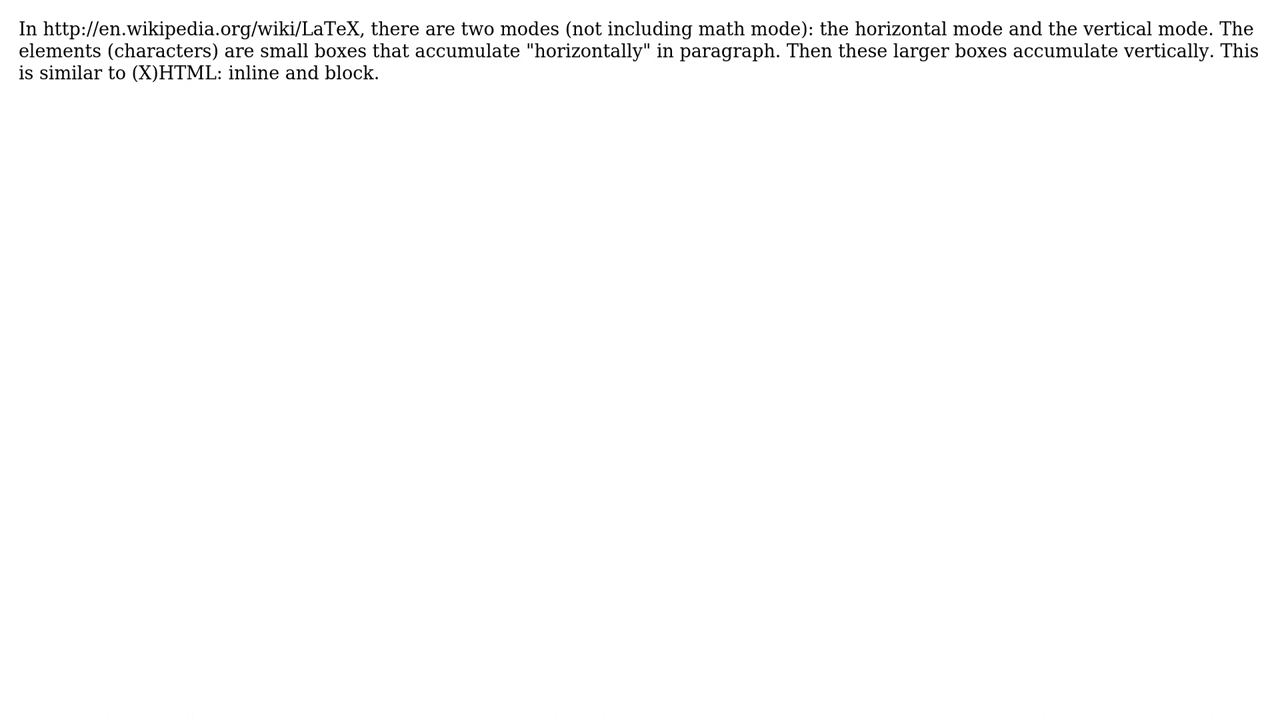 In http://en.wikipedia.org/wiki/LaTeX, there are two modes (not including math mode): the horizontal mode and the vertical mode. The
elements (characters) are small boxes that accumulate "horizontally" in paragraph. Then these larger boxes accumulate vertically. This
is similar to (X)HTML: inline and block.